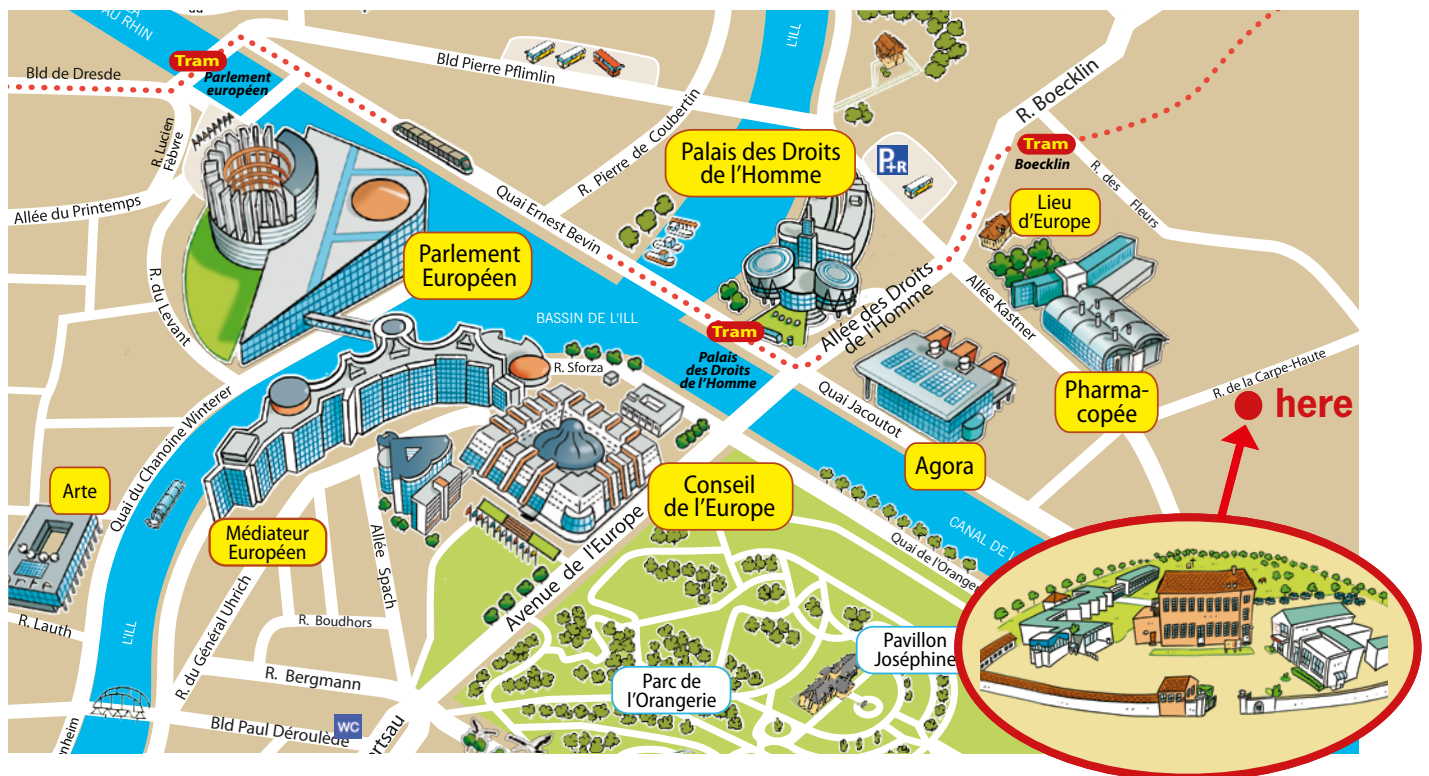 AU RHIN
L'ILL
Tram
Parlement
européen
Bld de Dresde
Bld Pierre Pflimlin
R. Boecklin
Tram
Boecklin
R. Lucien
Fèbvre
R. Pierre de Coubertin
Palais des Droits
de l'Homme
P+R
R. des
Fleurs
Lieu
d'Europe
Allée du Printemps
Quai Ernest Bevin
Parlement
Européen
R. du Levant
Allée des Droits
de l'Homme
Allée Kastner
BASSIN DE L'ILL
Tram
Palais
des Droits
de l'Homme
R. Sforza
Quai Jacoutot
Pharma-
copée
R. de la Carpe-Haute
here
Quai du Chanoine Winterer
Agora
Arte
arte
Médiateur
Européen
Conseil
de l'Europe
Allée Spach
Avenue de l'Europe
CANAL DE
Quai de l'Oranger
R. Lauth
L'ILL
R. du Général Uhrich
R. Boudhors
R. Bergmann
Pavillon
Joséphine
Parc de
l'Orangerie
Bld Paul Déroulède
WC